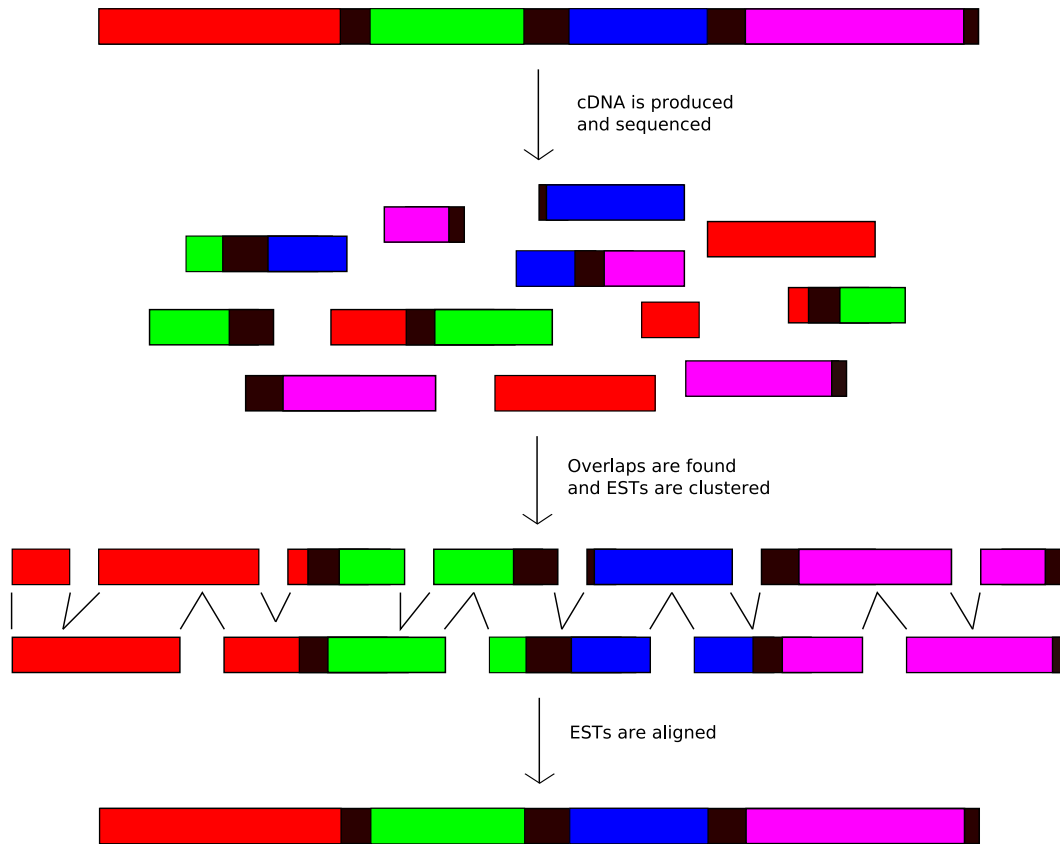 cDNA is produced
and sequenced
Overlaps are found
and ESTs are clustered
ESTs are aligned